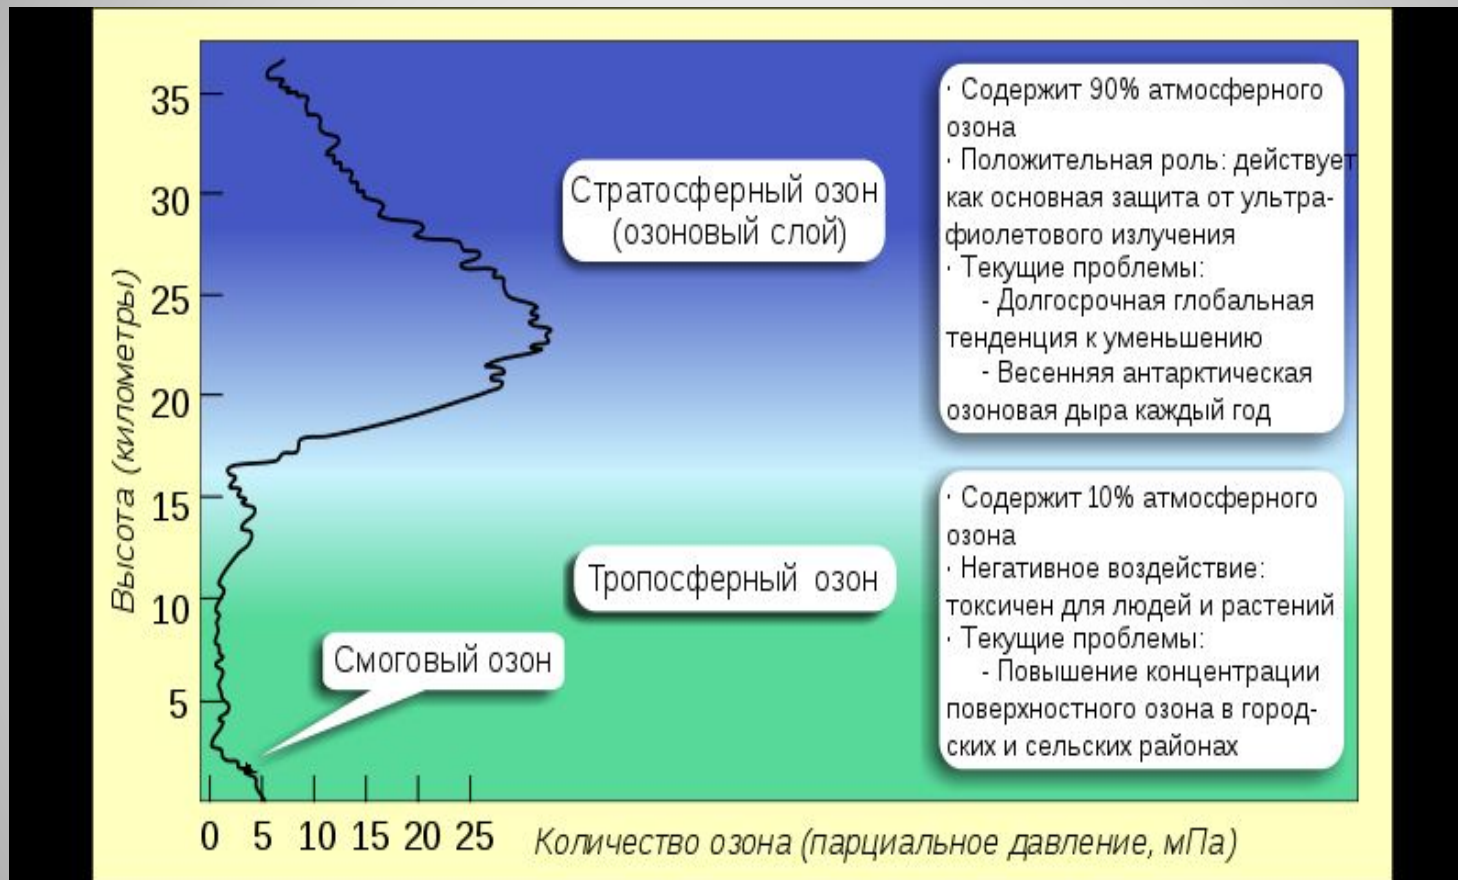 35
30
25
20
15
10
5
Высота (километры)
0 5 10 15 20 25
Количество озона (парциальное давление, мПа)
Стратосферный озон
(озоновый слой)
Тропосферный озон
Смоговый озон
· Содержит 90% атмосферного
озона
· Положительная роль: действует
как основная защита от ультра-
фиолетового излучения
· Текущие проблемы:
- Долгосрочная глобальная
тенденция к уменьшению
- Весенняя антарктическая
озоновая дыра каждый год
· Содержит 10% атмосферного
озона
· Негативное воздействие:
токсичен для людей и растений
· Текущие проблемы:
- Повышение концентрации
поверхностного озона в город-
ских и сельских районах